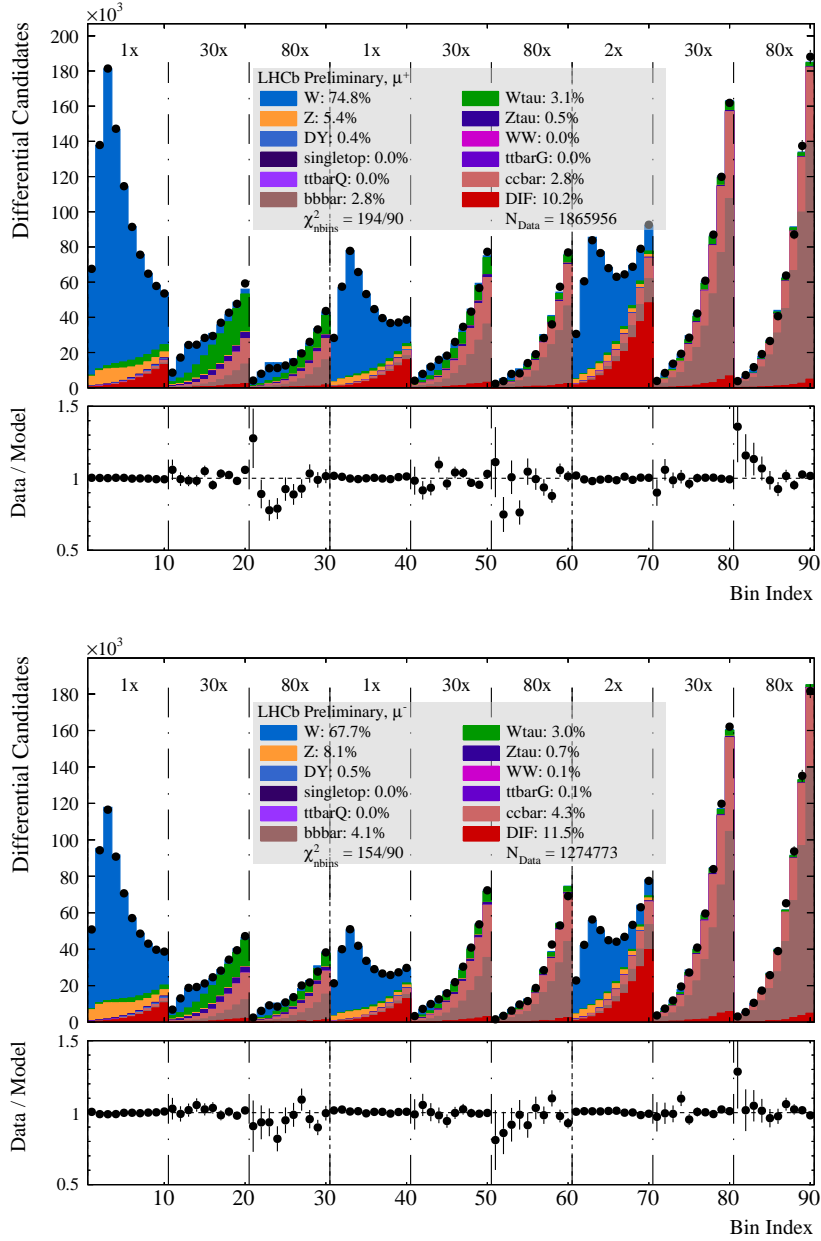 ×10³
Differential Candidates
200
180
160
140
120
100
80
60
40
20
0
1x 30x 80x 1x 30x 80x 2x 30x 80x
LHCb Preliminary, μ⁺
W: 74.8% Wtau: 3.1%
Z: 5.4% Ztau: 0.5%
DY: 0.4% WW: 0.0%
singletop: 0.0% ttbarG: 0.0%
ttbarQ: 0.0% ccbar: 2.8%
bbbar: 2.8% DIF: 10.2%
χ²nbins = 194/90 NData = 1865956
Data / Model
1.5
1
0.5
10 20 30 40 50 60 70 80 90
Bin Index
×10³
Differential Candidates
180
160
140
120
100
80
60
40
20
0
1x 30x 80x 1x 30x 80x 2x 30x 80x
LHCb Preliminary, μ⁻
W: 67.7% Wtau: 3.0%
Z: 8.1% Ztau: 0.7%
DY: 0.5% WW: 0.1%
singletop: 0.0% ttbarG: 0.1%
ttbarQ: 0.0% ccbar: 4.3%
bbbar: 4.1% DIF: 11.5%
χ²nbins = 154/90 NData = 1274773
Data / Model
1.5
1
0.5
10 20 30 40 50 60 70 80 90
Bin Index